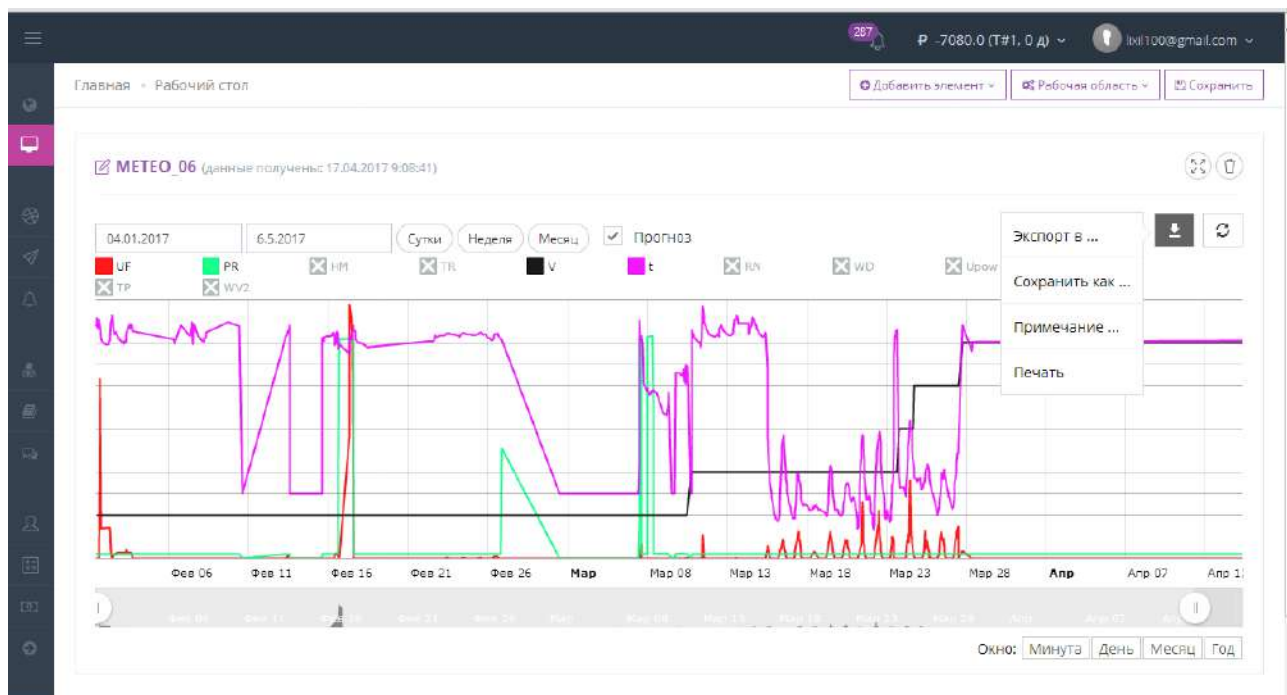 287 ₽ -7080.0 (T#1, 0 д) lixil100@gmail.com
Главная Рабочий стол Добавить элемент Рабочая область Сохранить
METEO_06 (данные получены: 17.04.2017 9:08:41)
04.01.2017 6.5.2017 Сутки Неделя Месяц Прогноз
UF PR HM TR V t RN WD Upow
TP WV2
Экспорт в ...
Сохранить как ...
Примечание ...
Печать
Фев 06 Фев 11 Фев 16 Фев 21 Фев 26 Мар Мар 08 Мар 13 Мар 18 Мар 23 Мар 28 Апр Апр 07 Апр 1
Окно: Минута День Месяц Год